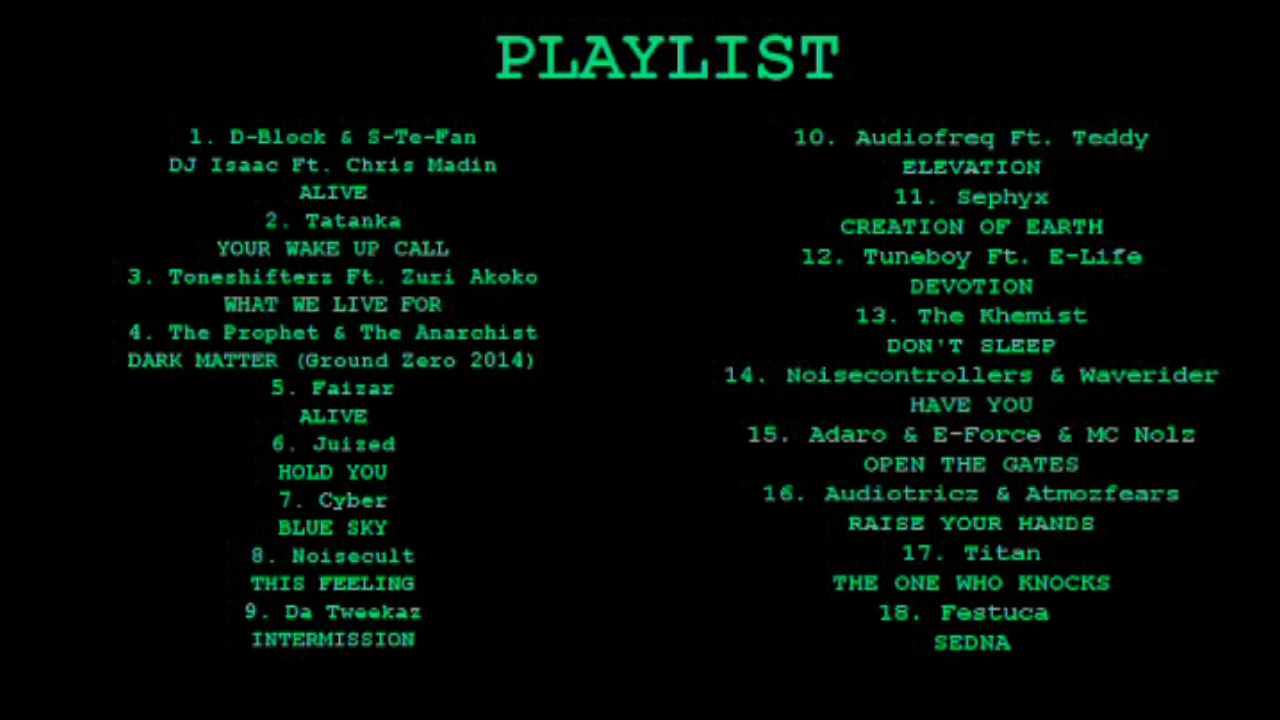 PLAYLIST
1. D-Block & S-Te-Fan
DJ Isaac Ft. Chris Madin
ALIVE
2. Tatanka
YOUR WAKE UP CALL
3. Toneshifterz Ft. Zuri Akoko
WHAT WE LIVE FOR
4. The Prophet & The Anarchist
DARK MATTER (Ground Zero 2014)
5. Faizar
ALIVE
6. Juized
HOLD YOU
7. Cyber
BLUE SKY
8. Noisecult
THIS FEELING
9. Da Tweekaz
INTERMISSION
10. Audiofreq Ft. Teddy
ELEVATION
11. Sephyx
CREATION OF EARTH
12. Tuneboy Ft. E-Life
DEVOTION
13. The Khemist
DON'T SLEEP
14. Noisecontrollers & Waverider
HAVE YOU
15. Adaro & E-Force & MC Nolz
OPEN THE GATES
16. Audiotricz & Atmozfears
RAISE YOUR HANDS
17. Titan
THE ONE WHO KNOCKS
18. Festuca
SEDNA